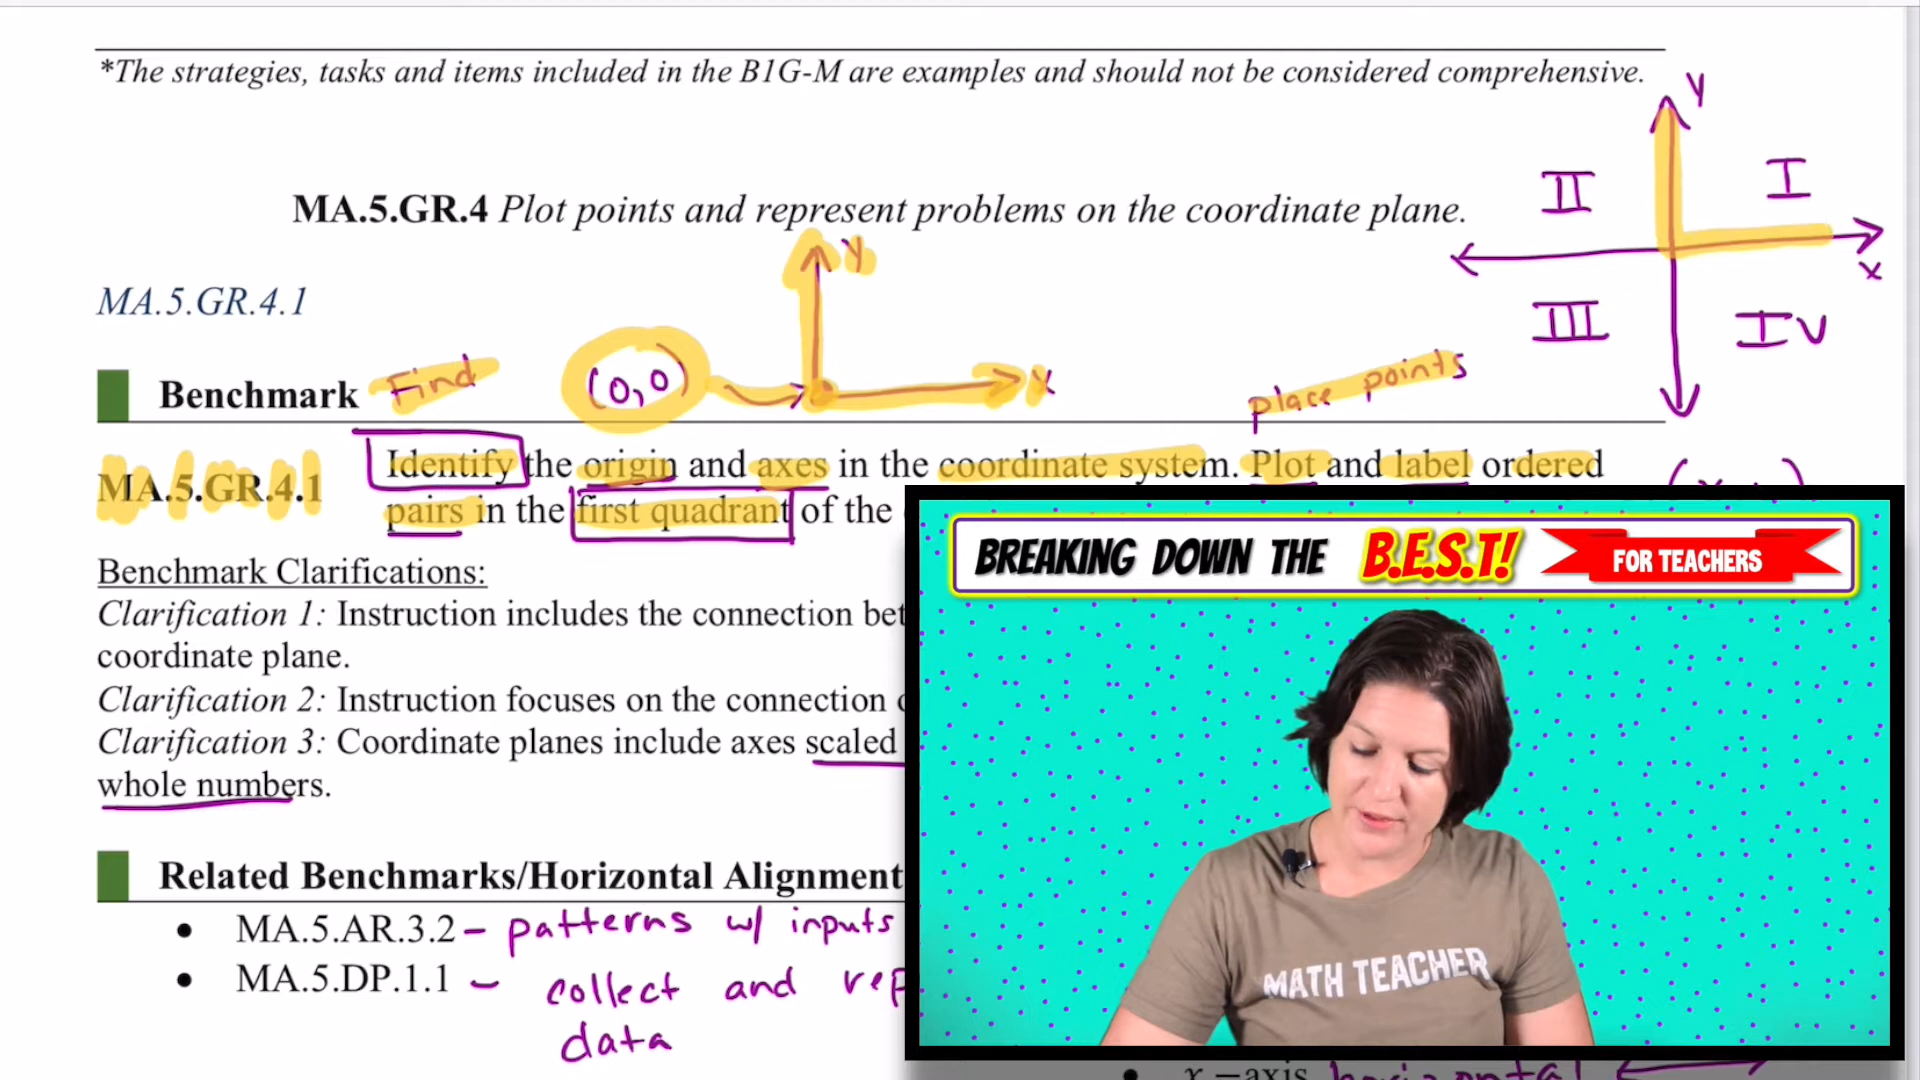 *The strategies, tasks and items included in the B1G-M are examples and should not be considered comprehensive.
y
II
I
MA.5.GR.4 Plot points and represent problems on the coordinate plane.
y
x
MA.5.GR.4.1
III
IV
Benchmark Find
(0,0)
x
place points
MA.5.GR.4.1
Identify the origin and axes in the coordinate system. Plot and label ordered
pairs in the first quadrant of the
BREAKING DOWN THE B.E.S.T! FOR TEACHERS
Benchmark Clarifications:
Clarification 1: Instruction includes the connection
coordinate plane.
Clarification 2: Instruction focuses on the connection
Clarification 3: Coordinate planes include axes scaled
whole numbers.
Related Benchmarks/Horizontal Alignment
• MA.5.AR.3.2 – patterns w/ inputs
• MA.5.DP.1.1 – collect and
data
MATH TEACHER
• x –axis horizontal